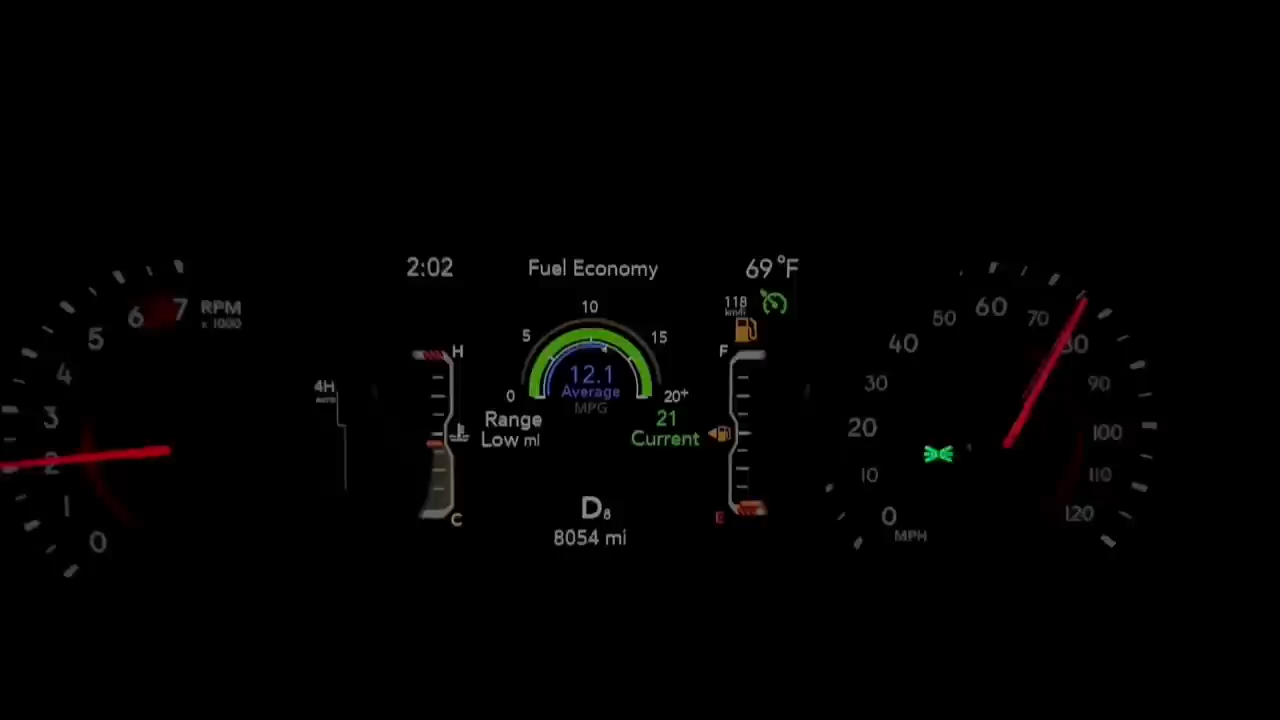 2:02
Fuel Economy
69°F
118
km/h
5
10
15
0
20+
12.1
Average
MPG
Range
Low mi
21
Current
H
C
F
E
D8
8054 mi
4H
AUTO
0
1
2
3
4
5
6
7
RPM
x 1000
0
10
20
30
40
50
60
70
80
90
100
110
120
MPH